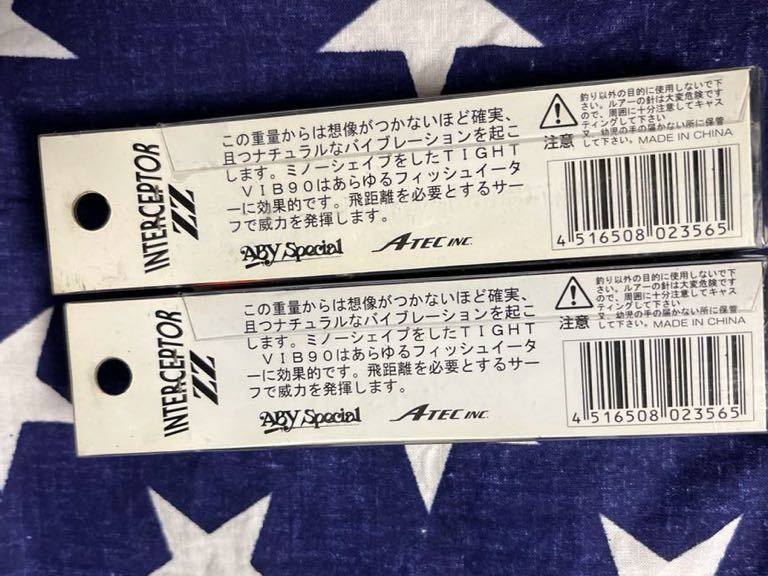 INTERCEPTOR
ZZ
この重量からは想像がつかないほど確実、
且つナチュラルなバイブレーションを起こ
します。ミノーシェイプをしたTIGHT
VIB90はあらゆるフィッシュイータ
ーに効果的です。飛距離を必要とするサー
フで威力を発揮します。
ABY Special
A-TEC INC.
注意
釣り以外の目的に使用しないで下
さい。ルアーの針は大変危険です
ので、周囲に十分注意してキャス
ティングして下さい
又、幼児の手の届かない所に保管
して下さい。MADE IN CHINA
4 516508 023565
INTERCEPTOR
ZZ
この重量からは想像がつかないほど確実、
且つナチュラルなバイブレーションを起こ
します。ミノーシェイプをしたTIGHT
VIB90はあらゆるフィッシュイータ
ーに効果的です。飛距離を必要とするサー
フで威力を発揮します。
ABY Special
A-TEC INC.
注意
釣り以外の目的に使用しないで下
さい。ルアーの針は大変危険です
ので、周囲に十分注意してキャス
ティングして下さい
又、幼児の手の届かない所に保管
して下さい。MADE IN CHINA
4 516508 023565